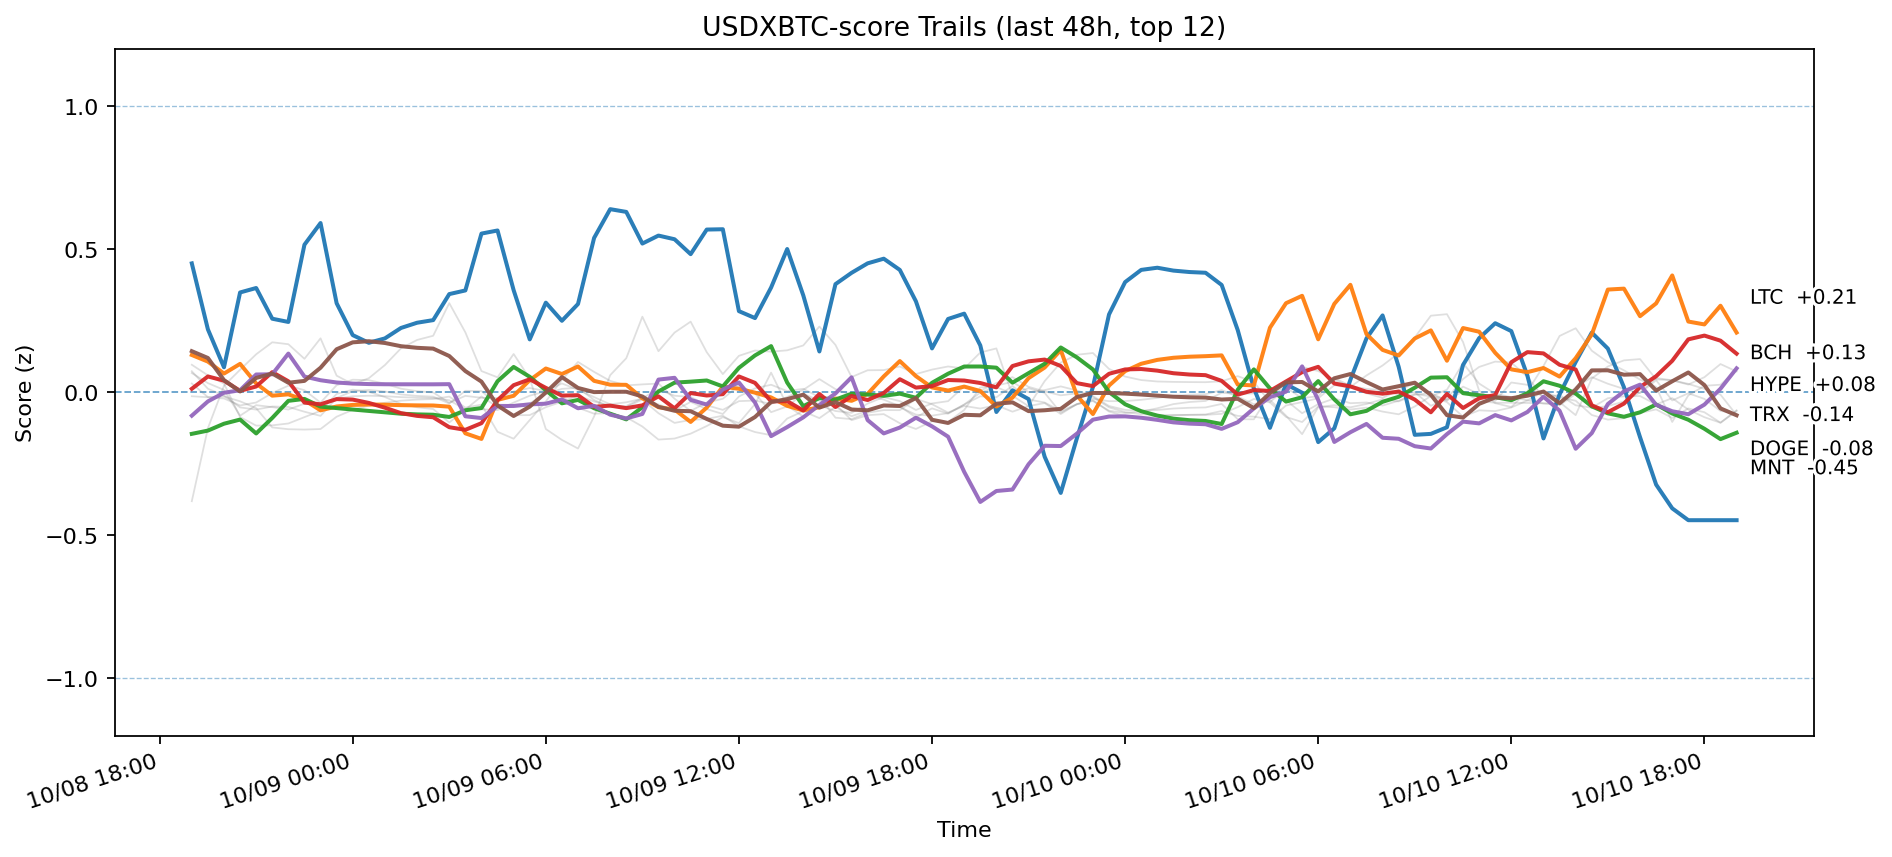 USDXBTC-score Trails (last 48h, top 12)
Score (z)
1.0
0.5
0.0
−0.5
−1.0
LTC +0.21
BCH +0.13
HYPE +0.08
TRX -0.14
DOGE -0.08
MNT -0.45
10/08 18:00
10/09 00:00
10/09 06:00
10/09 12:00
10/09 18:00
10/10 00:00
10/10 06:00
10/10 12:00
10/10 18:00
Time